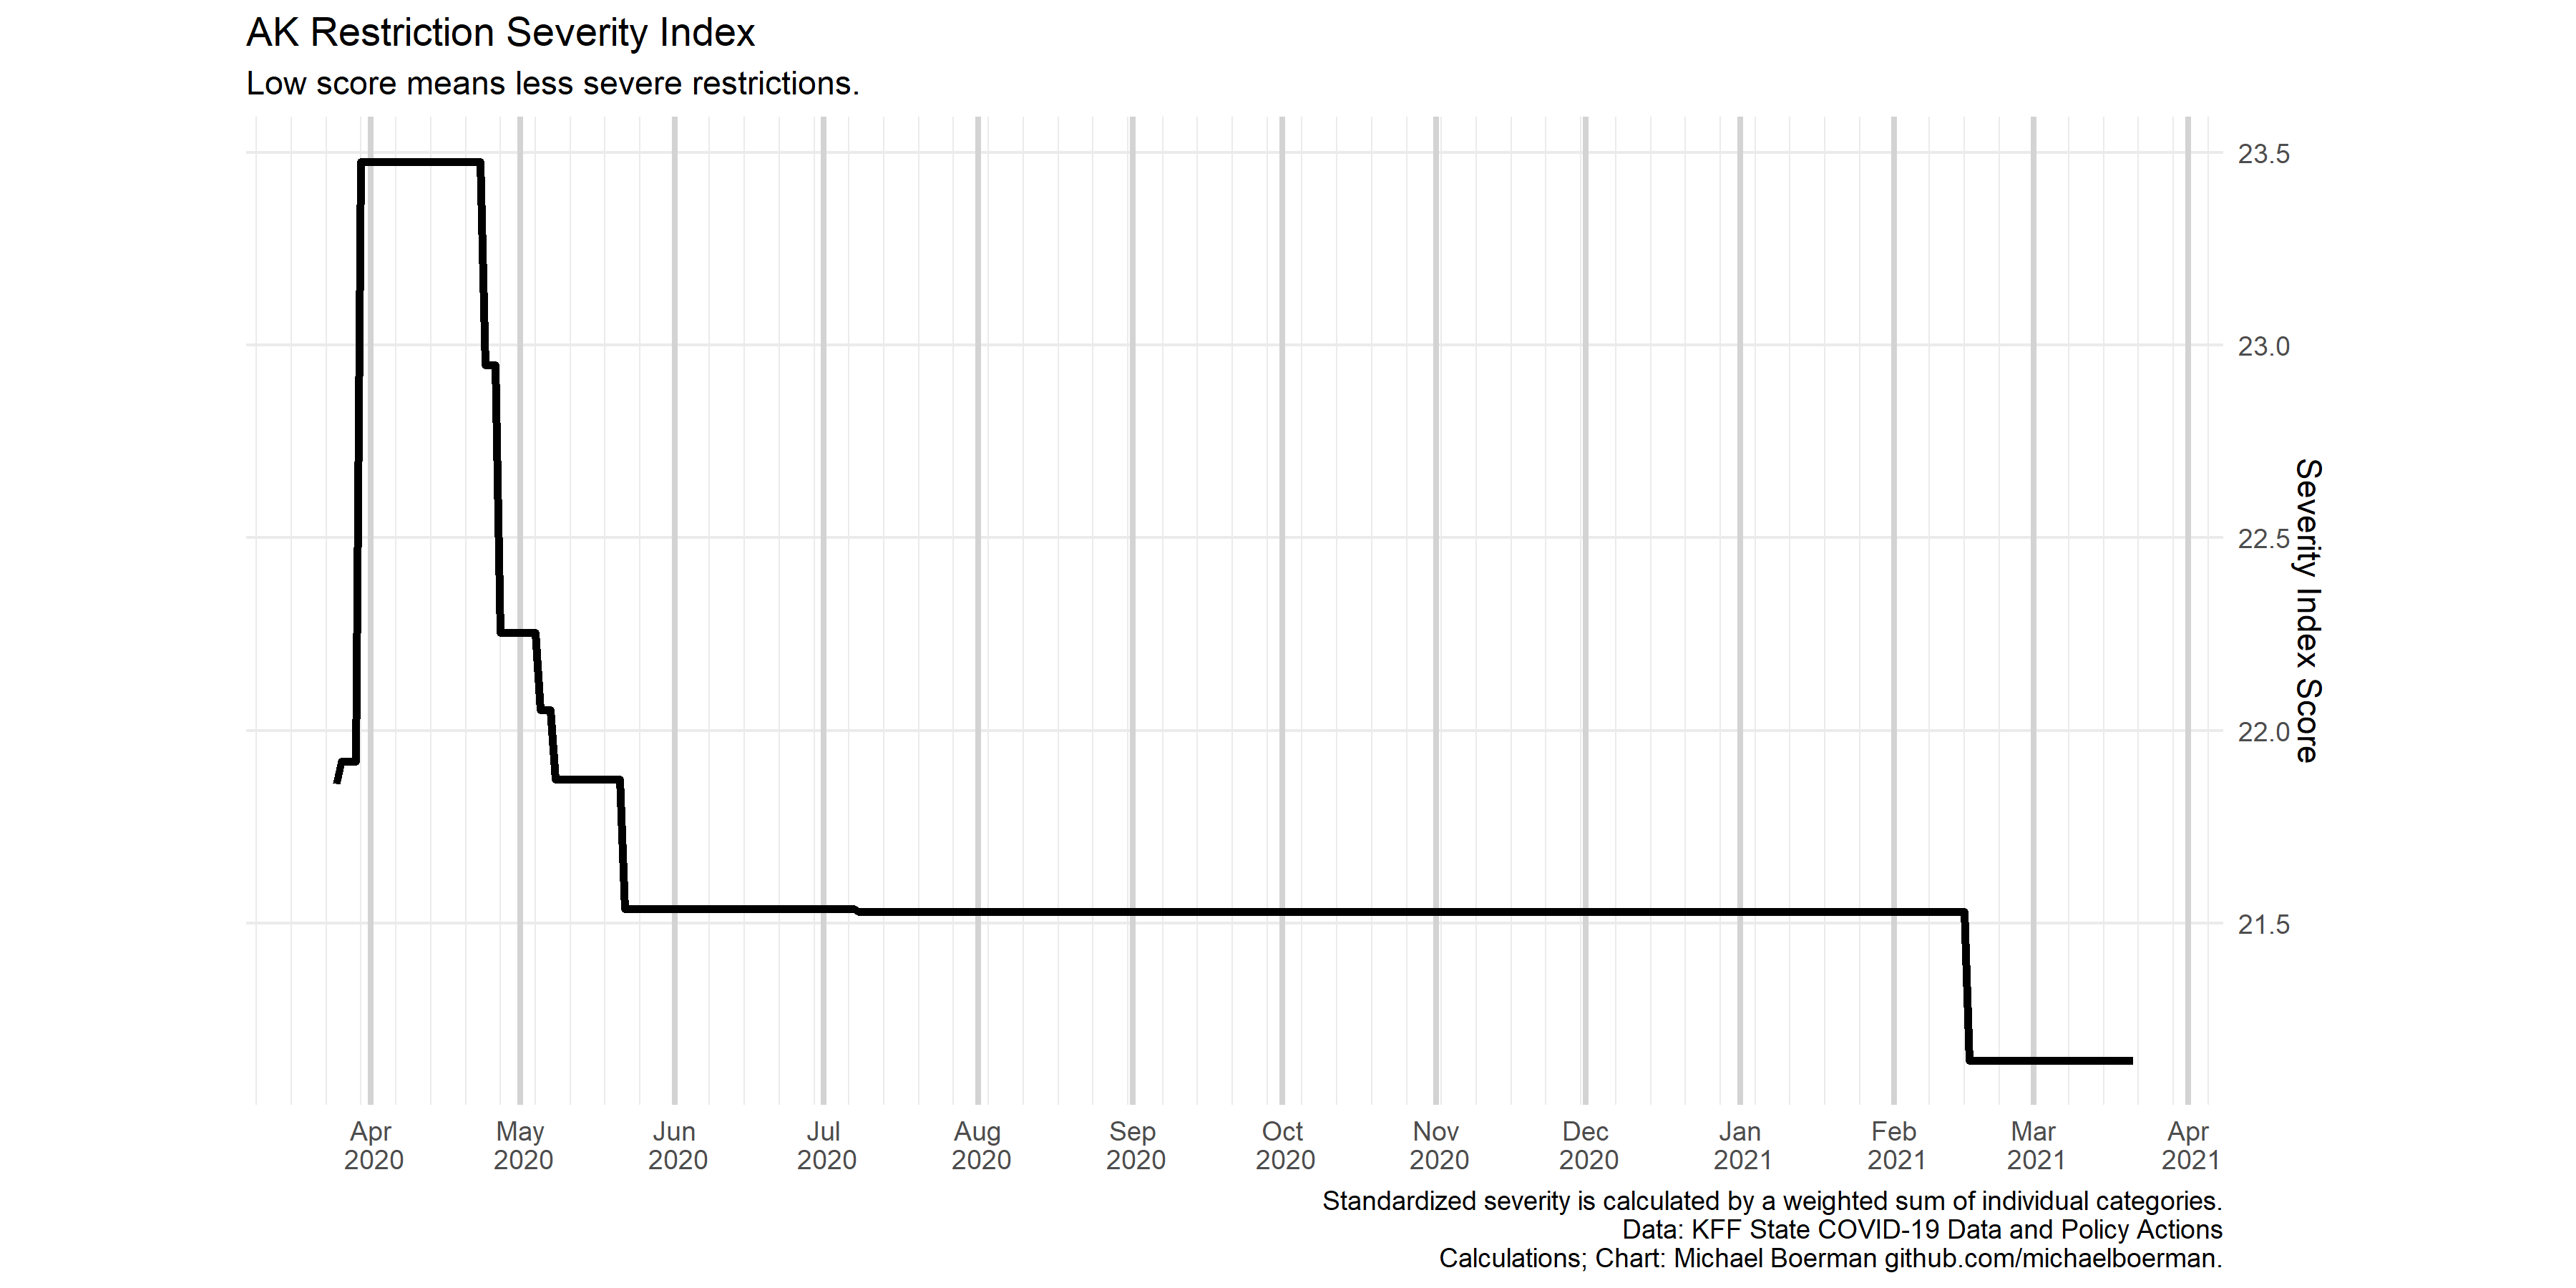 AK Restriction Severity Index
Low score means less severe restrictions.
23.5
23.0
22.5
22.0
21.5
Severity Index Score
Apr 2020
May 2020
Jun 2020
Jul 2020
Aug 2020
Sep 2020
Oct 2020
Nov 2020
Dec 2020
Jan 2021
Feb 2021
Mar 2021
Apr 2021
Standardized severity is calculated by a weighted sum of individual categories.
Data: KFF State COVID-19 Data and Policy Actions
Calculations; Chart: Michael Boerman github.com/michaelboerman.